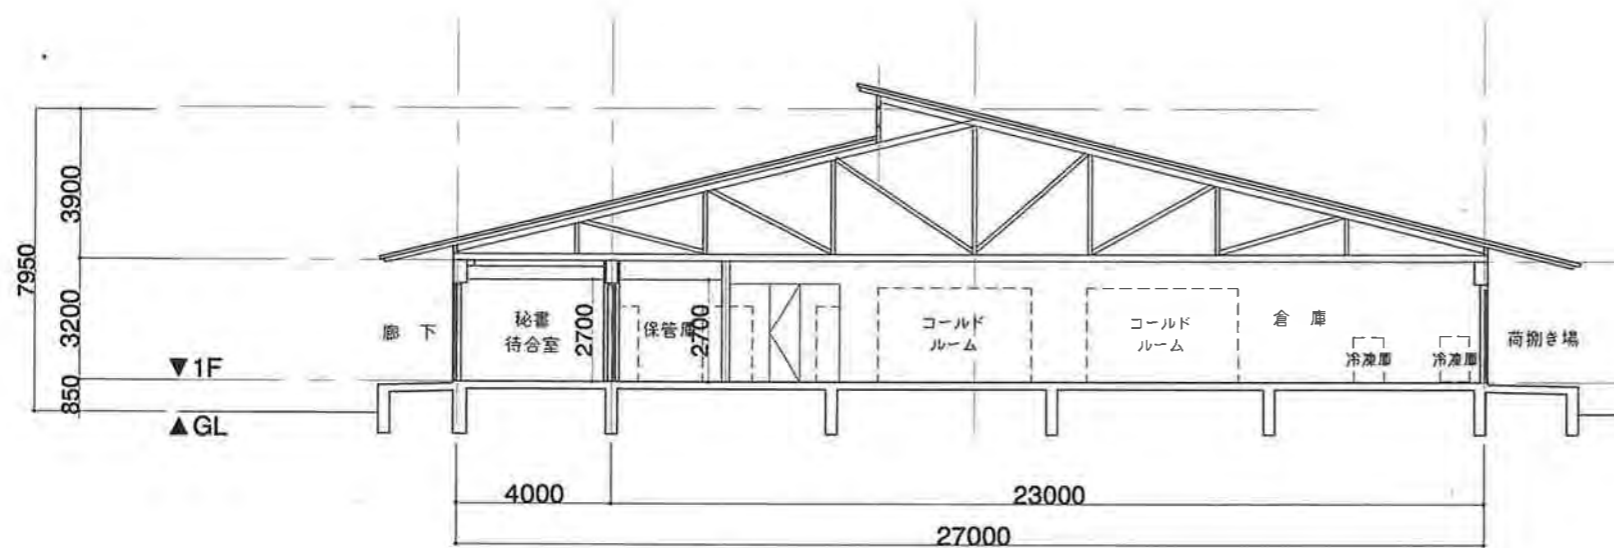 7950
3900
3200
850
▼1F
▲GL
廊 下
秘書
待合室
2700
保管庫
2700
コールド
ルーム
コールド
ルーム
倉 庫
冷凍庫
冷凍庫
荷捌き場
4000
23000
27000